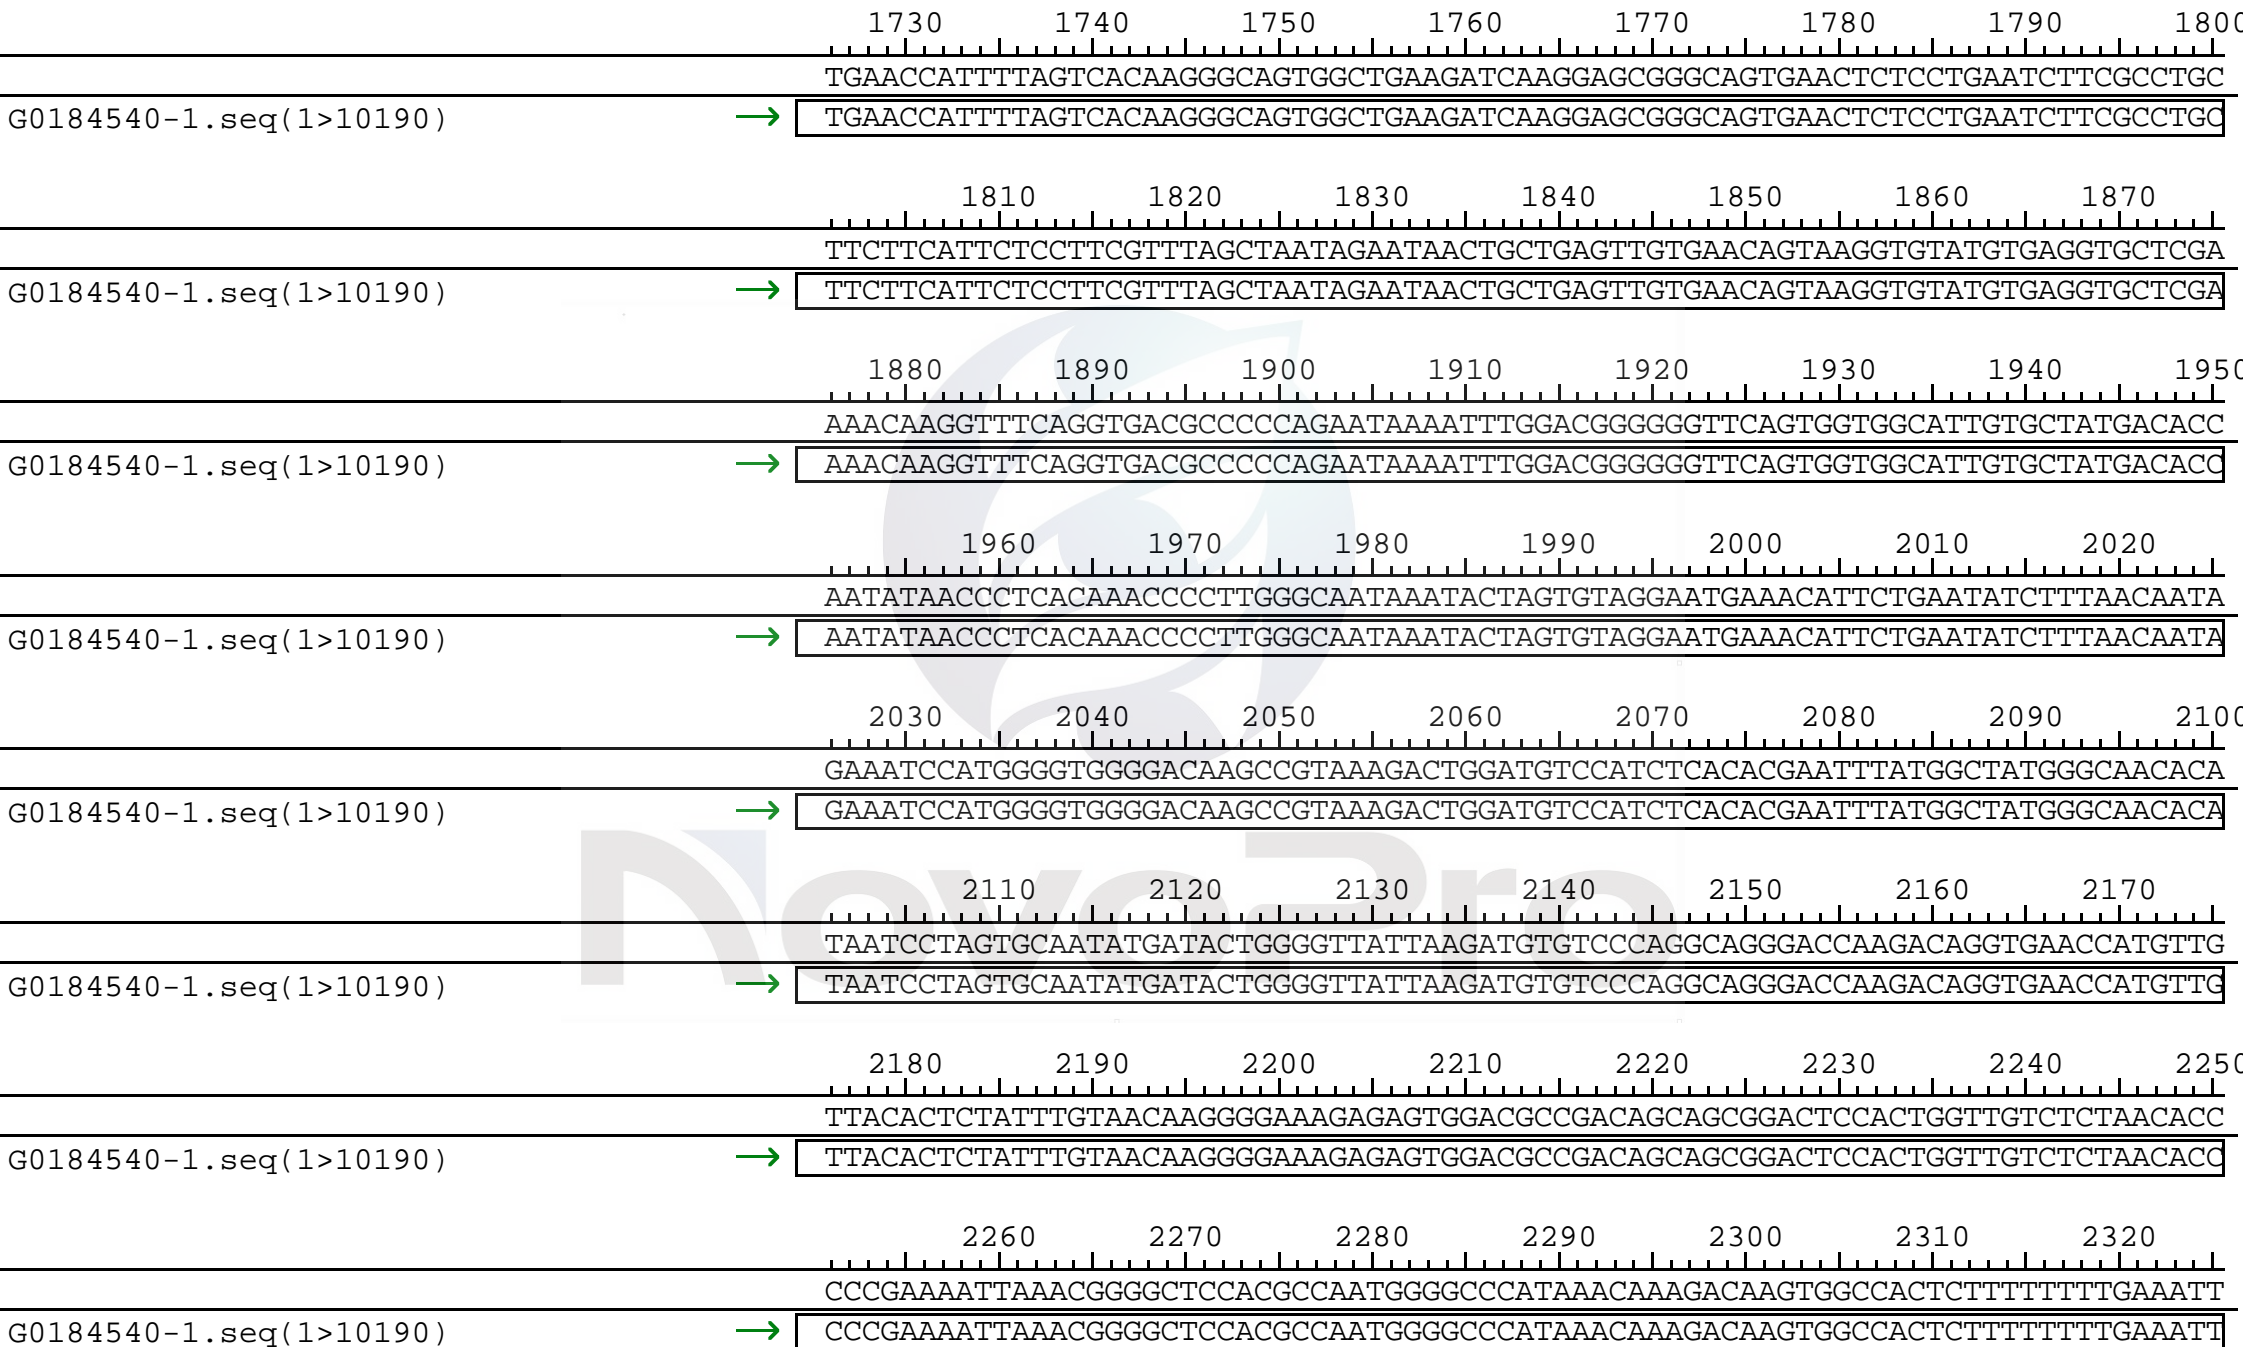 1730 1740 1750 1760 1770 1780 1790 1800
TGAACCATTTTAGTCACAAGGGCAGTGGCTGAAGATCAAGGAGCGGGCAGTGAACTCTCCTGAATCTTCGCCTGC
G0184540-1.seq(1>10190) → TGAACCATTTTAGTCACAAGGGCAGTGGCTGAAGATCAAGGAGCGGGCAGTGAACTCTCCTGAATCTTCGCCTGC
1810 1820 1830 1840 1850 1860 1870
TTCTTCATTCTCCTTCGTTTAGCTAATAGAATAACTGCTGAGTTGTGAACAGTAAGGTGTATGTGAGGTGCTCGA
G0184540-1.seq(1>10190) → TTCTTCATTCTCCTTCGTTTAGCTAATAGAATAACTGCTGAGTTGTGAACAGTAAGGTGTATGTGAGGTGCTCGA
1880 1890 1900 1910 1920 1930 1940 1950
AAACAAGGTTTCAGGTGACGCCCCCAGAATAAAATTTGGACGGGGGGTTCAGTGGTGGCATTGTGCTATGACACC
G0184540-1.seq(1>10190) → AAACAAGGTTTCAGGTGACGCCCCCAGAATAAAATTTGGACGGGGGGTTCAGTGGTGGCATTGTGCTATGACACC
1960 1970 1980 1990 2000 2010 2020
AATATAACCCTCACAAACCCCTTGGGCAATAAATACTAGTGTAGGAATGAAACATTCTGAATATCTTTAACAATA
G0184540-1.seq(1>10190) → AATATAACCCTCACAAACCCCTTGGGCAATAAATACTAGTGTAGGAATGAAACATTCTGAATATCTTTAACAATA
2030 2040 2050 2060 2070 2080 2090 2100
GAAATCCATGGGGTGGGGACAAGCCGTAAAGACTGGATGTCCATCTCACACGAATTTATGGCTATGGGCAACACA
G0184540-1.seq(1>10190) → GAAATCCATGGGGTGGGGACAAGCCGTAAAGACTGGATGTCCATCTCACACGAATTTATGGCTATGGGCAACACA
NovoPro
2110 2120 2130 2140 2150 2160 2170
TAATCCTAGTGCAATATGATACTGGGGTTATTAAGATGTGTCCCAGGCAGGGACCAAGACAGGTGAACCATGTTG
G0184540-1.seq(1>10190) → TAATCCTAGTGCAATATGATACTGGGGTTATTAAGATGTGTCCCAGGCAGGGACCAAGACAGGTGAACCATGTTG
2180 2190 2200 2210 2220 2230 2240 2250
TTACACTCTATTTGTAACAAGGGGAAAGAGAGTGGACGCCGACAGCAGCGGACTCCACTGGTTGTCTCTAACACC
G0184540-1.seq(1>10190) → TTACACTCTATTTGTAACAAGGGGAAAGAGAGTGGACGCCGACAGCAGCGGACTCCACTGGTTGTCTCTAACACC
2260 2270 2280 2290 2300 2310 2320
CCCGAAAATTAAACGGGGCTCCACGCCAATGGGGCCCATAAACAAAGACAAGTGGCCACTCTTTTTTTTGAAATT
G0184540-1.seq(1>10190) → CCCGAAAATTAAACGGGGCTCCACGCCAATGGGGCCCATAAACAAAGACAAGTGGCCACTCTTTTTTTTGAAATT